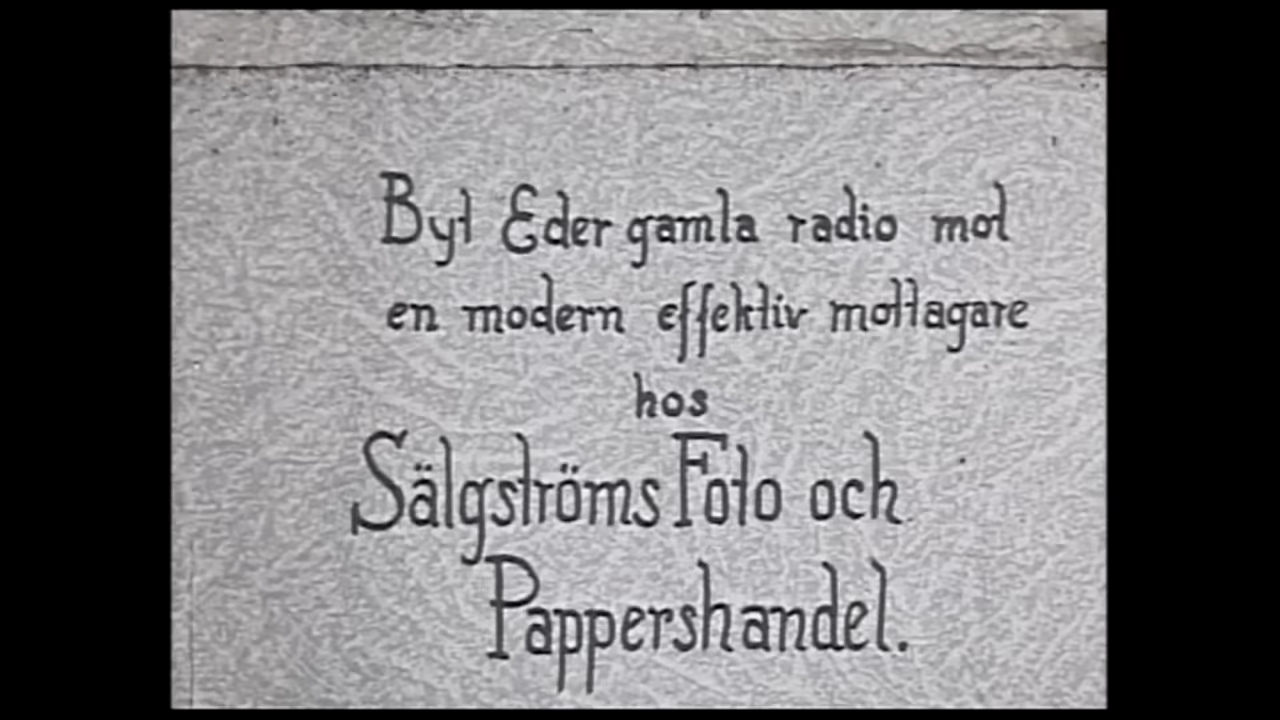 Byt Eder gamla radio mot
en modern effektiv mottagare
hos
Sälgströms Foto och
Pappershandel.